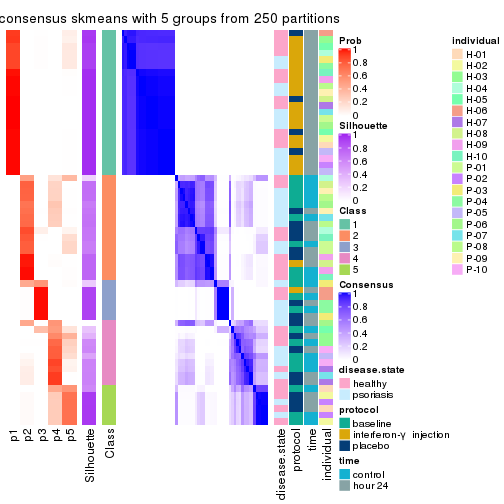 consensus skmeans with 5 groups from 250 partitions
p1
p2
p3
p4
p5
Silhouette
Class
disease.state
protocol
time
individual
Prob
1
0.8
0.6
0.4
0.2
0
Silhouette
1
0.8
0.6
0.4
0.2
0
Class
1
2
3
4
5
Consensus
1
0.8
0.6
0.4
0.2
0
disease.state
healthy
psoriasis
protocol
baseline
interferon-γ injection
placebo
time
control
hour 24
individual
H-01
H-02
H-03
H-04
H-05
H-06
H-07
H-08
H-09
H-10
P-01
P-02
P-03
P-04
P-05
P-06
P-07
P-08
P-09
P-10